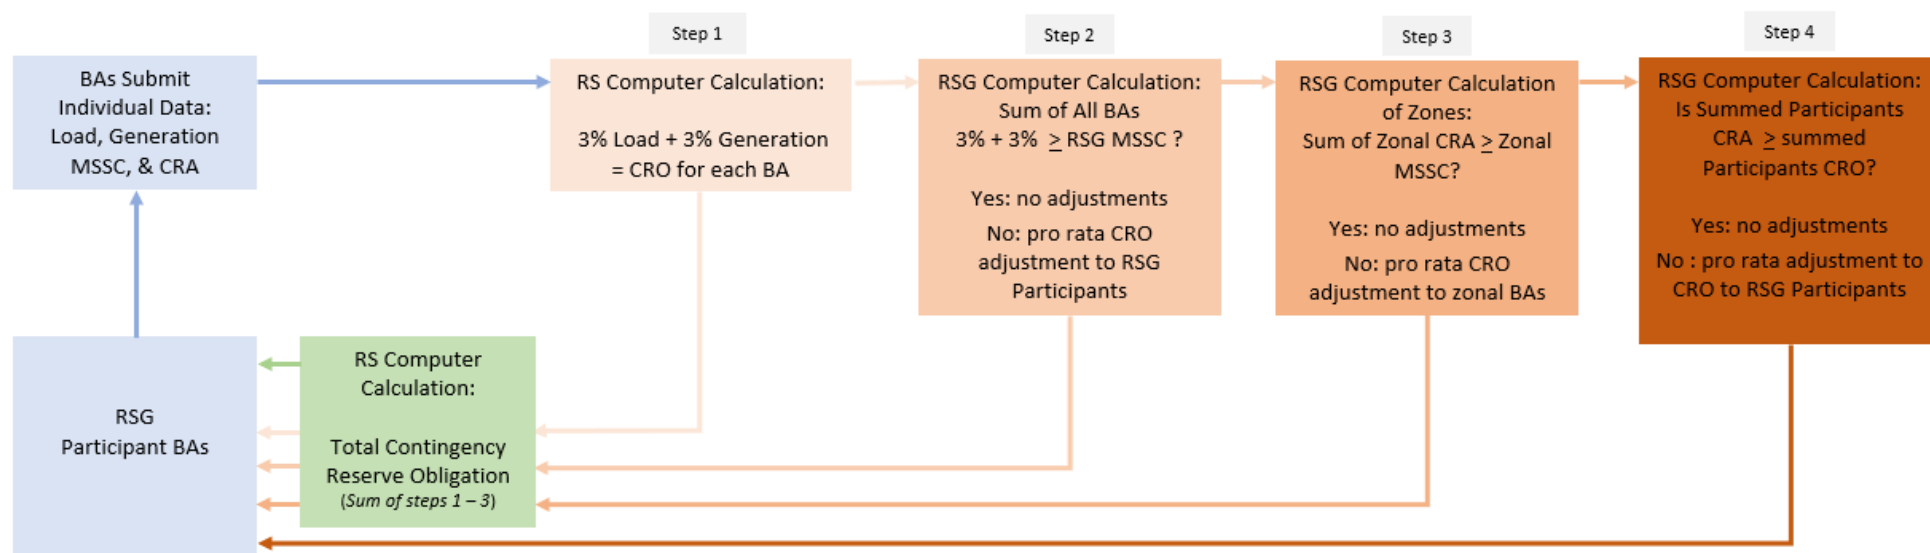 Step 1
Step 2
Step 3
Step 4
BAs Submit
Individual Data:
Load, Generation
MSSC, & CRA
RS Computer Calculation:
3% Load + 3% Generation
= CRO for each BA
RSG Computer Calculation:
Sum of All BAs
3% + 3% ≥ RSG MSSC ?
Yes: no adjustments
No: pro rata CRO
adjustment to RSG
Participants
RSG Computer Calculation
of Zones:
Sum of Zonal CRA ≥ Zonal
MSSC?
Yes: no adjustments
No: pro rata CRO
adjustment to zonal BAs
RSG Computer Calculation:
Is Summed Participants
CRA ≥ summed
Participants CRO?
Yes: no adjustments
No : pro rata adjustment to
CRO to RSG Participants
RSG
Participant BAs
RS Computer
Calculation:
Total Contingency
Reserve Obligation
(Sum of steps 1 – 3)